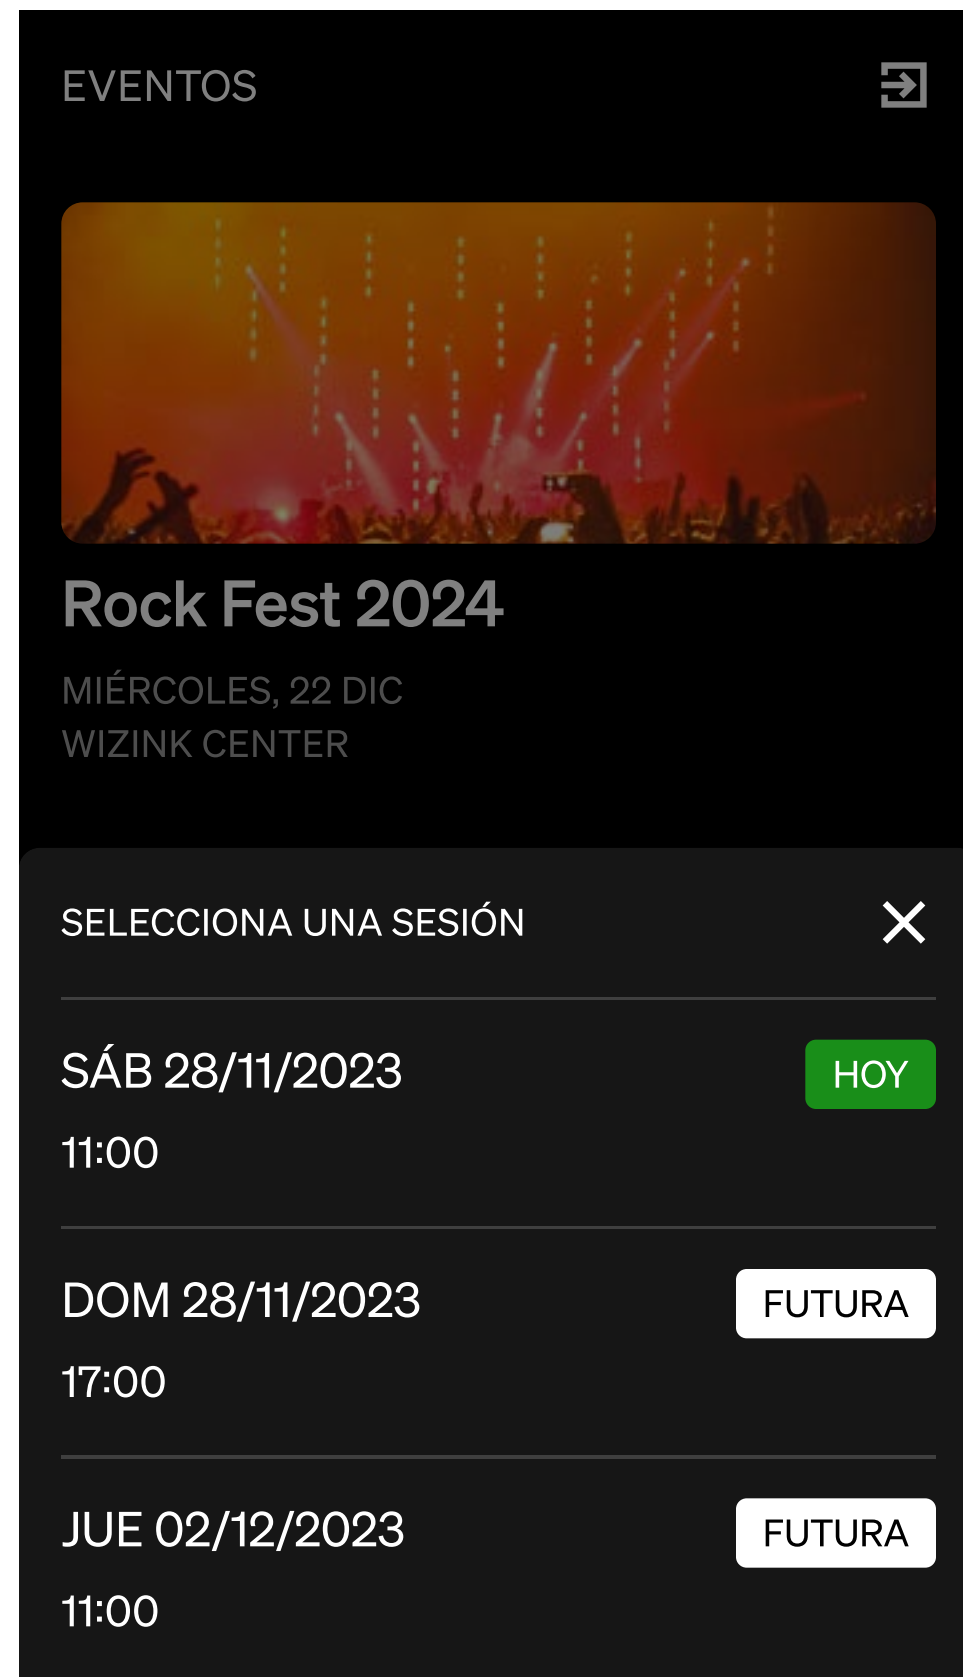 EVENTOS
Rock Fest 2024
MIÉRCOLES, 22 DIC
WIZINK CENTER
SELECCIONA UNA SESIÓN
SÁB 28/11/2023
HOY
11:00
DOM 28/11/2023
FUTURA
17:00
JUE 02/12/2023
FUTURA
11:00